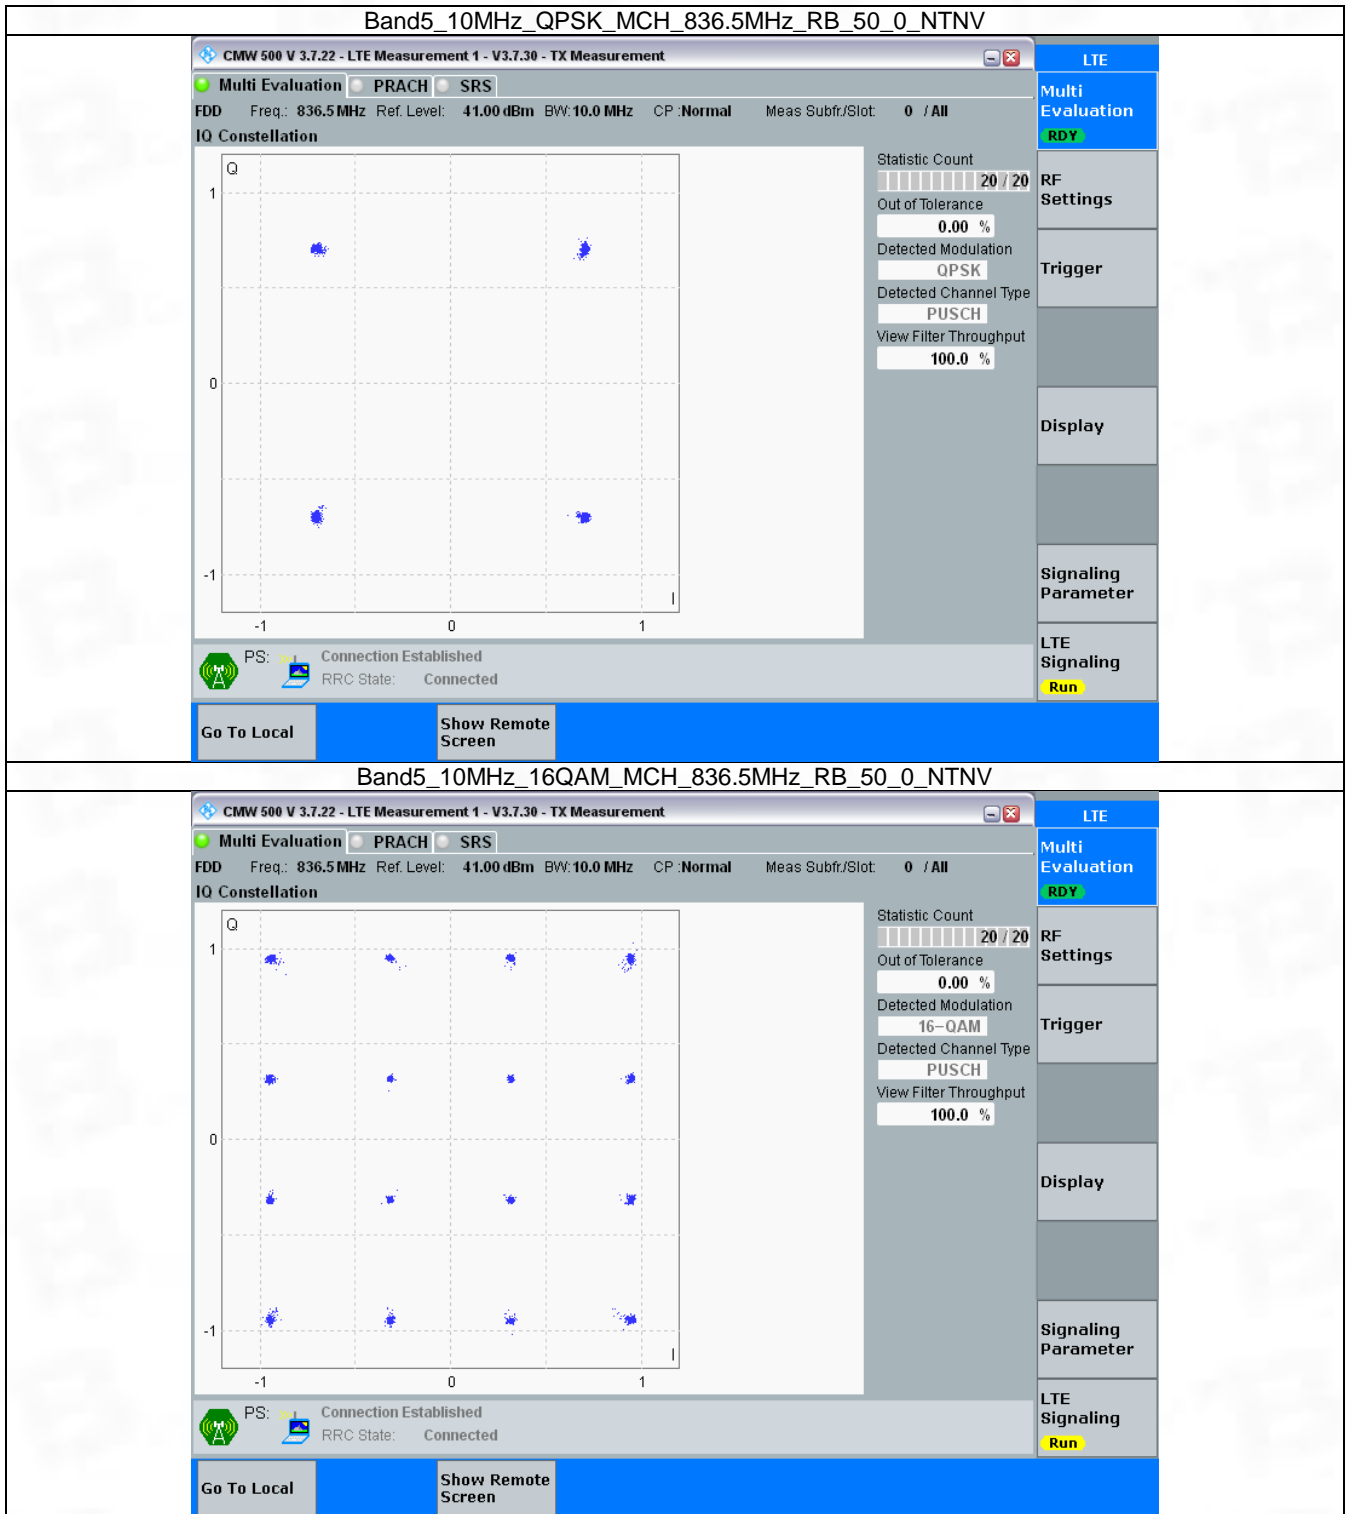 Band5_10MHz_QPSK_MCH_836.5MHz_RB_50_0_NTNV
CMW 500 V 3.7.22 - LTE Measurement 1 - V3.7.30 - TX Measurement
LTE
Multi Evaluation PRACH SRS
Multi
Evaluation
RDY
FDD Freq.: 836.5 MHz Ref. Level: 41.00 dBm BW: 10.0 MHz CP :Normal Meas Subfr./Slot: 0 / All
IQ Constellation
Q
1
0
-1
I
-1 0 1
Statistic Count
20 / 20
Out of Tolerance
0.00 %
Detected Modulation
QPSK
Detected Channel Type
PUSCH
View Filter Throughput
100.0 %
RF
Settings
Trigger
Display
Signaling
Parameter
LTE
Signaling
Run
PS: Connection Established
RRC State: Connected
Go To Local
Show Remote
Screen
Band5_10MHz_16QAM_MCH_836.5MHz_RB_50_0_NTNV
CMW 500 V 3.7.22 - LTE Measurement 1 - V3.7.30 - TX Measurement
LTE
Multi Evaluation PRACH SRS
Multi
Evaluation
RDY
FDD Freq.: 836.5 MHz Ref. Level: 41.00 dBm BW: 10.0 MHz CP :Normal Meas Subfr./Slot: 0 / All
IQ Constellation
Q
1
0
-1
I
-1 0 1
Statistic Count
20 / 20
Out of Tolerance
0.00 %
Detected Modulation
16-QAM
Detected Channel Type
PUSCH
View Filter Throughput
100.0 %
RF
Settings
Trigger
Display
Signaling
Parameter
LTE
Signaling
Run
PS: Connection Established
RRC State: Connected
Go To Local
Show Remote
Screen